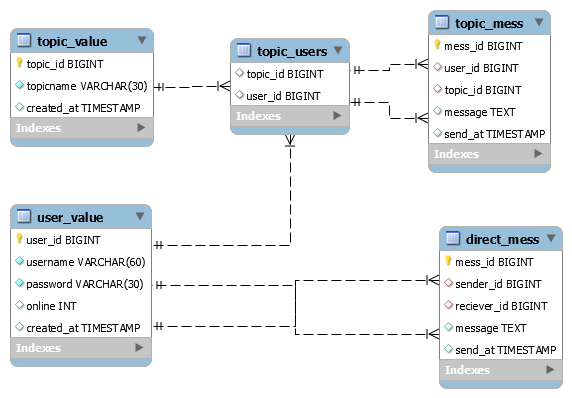 topic_value
topic_id BIGINT
topicname VARCHAR(30)
created_at TIMESTAMP
Indexes
topic_users
topic_id BIGINT
user_id BIGINT
Indexes
topic_mess
mess_id BIGINT
user_id BIGINT
topic_id BIGINT
message TEXT
send_at TIMESTAMP
Indexes
user_value
user_id BIGINT
username VARCHAR(60)
password VARCHAR(30)
online INT
created_at TIMESTAMP
Indexes
direct_mess
mess_id BIGINT
sender_id BIGINT
reciever_id BIGINT
message TEXT
send_at TIMESTAMP
Indexes